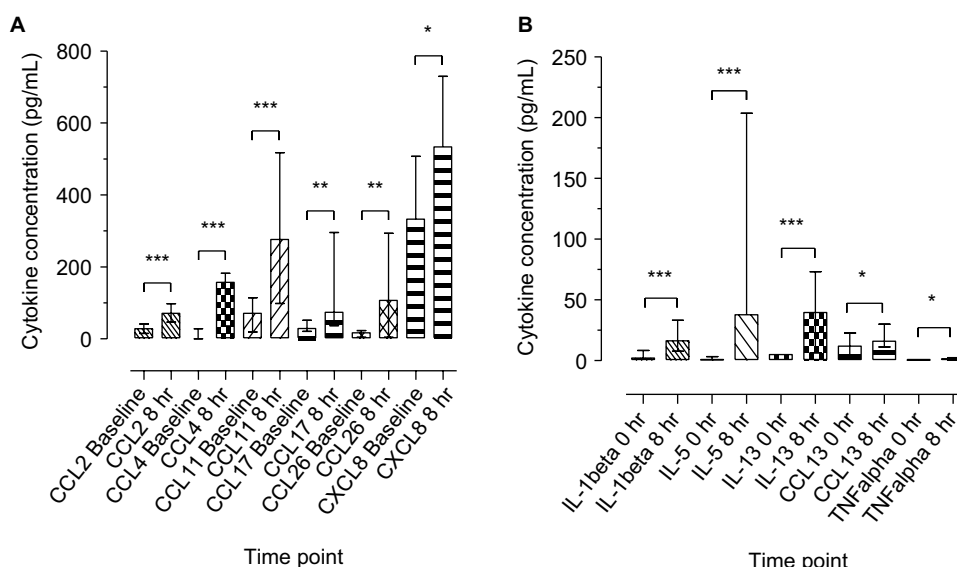 A
Cytokine concentration (pg/mL)
800
600
400
200
0
***
***
***
**
**
*
CCL2 Baseline
CCL2 8 hr
CCL4 Baseline
CCL4 8 hr
CCL11 Baseline
CCL11 8 hr
CCL17 Baseline
CCL17 8 hr
CCL26 Baseline
CCL26 8 hr
CXCL8 Baseline
CXCL8 8 hr
Time point
B
Cytokine concentration (pg/mL)
250
200
150
100
50
0
***
***
***
*
*
IL-1beta 0 hr
IL-1beta 8 hr
IL-5 0 hr
IL-5 8 hr
IL-13 0 hr
IL-13 8 hr
CCL13 0 hr
CCL13 8 hr
TNFalpha 0 hr
TNFalpha 8 hr
Time point